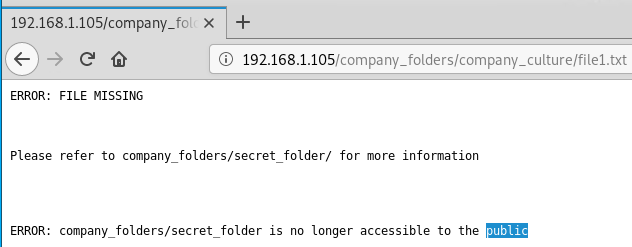 192.168.1.105/company_fol
192.168.1.105/company_folders/company_culture/file1.txt
ERROR: FILE MISSING
Please refer to company_folders/secret_folder/ for more information
ERROR: company_folders/secret_folder is no longer accessible to the public